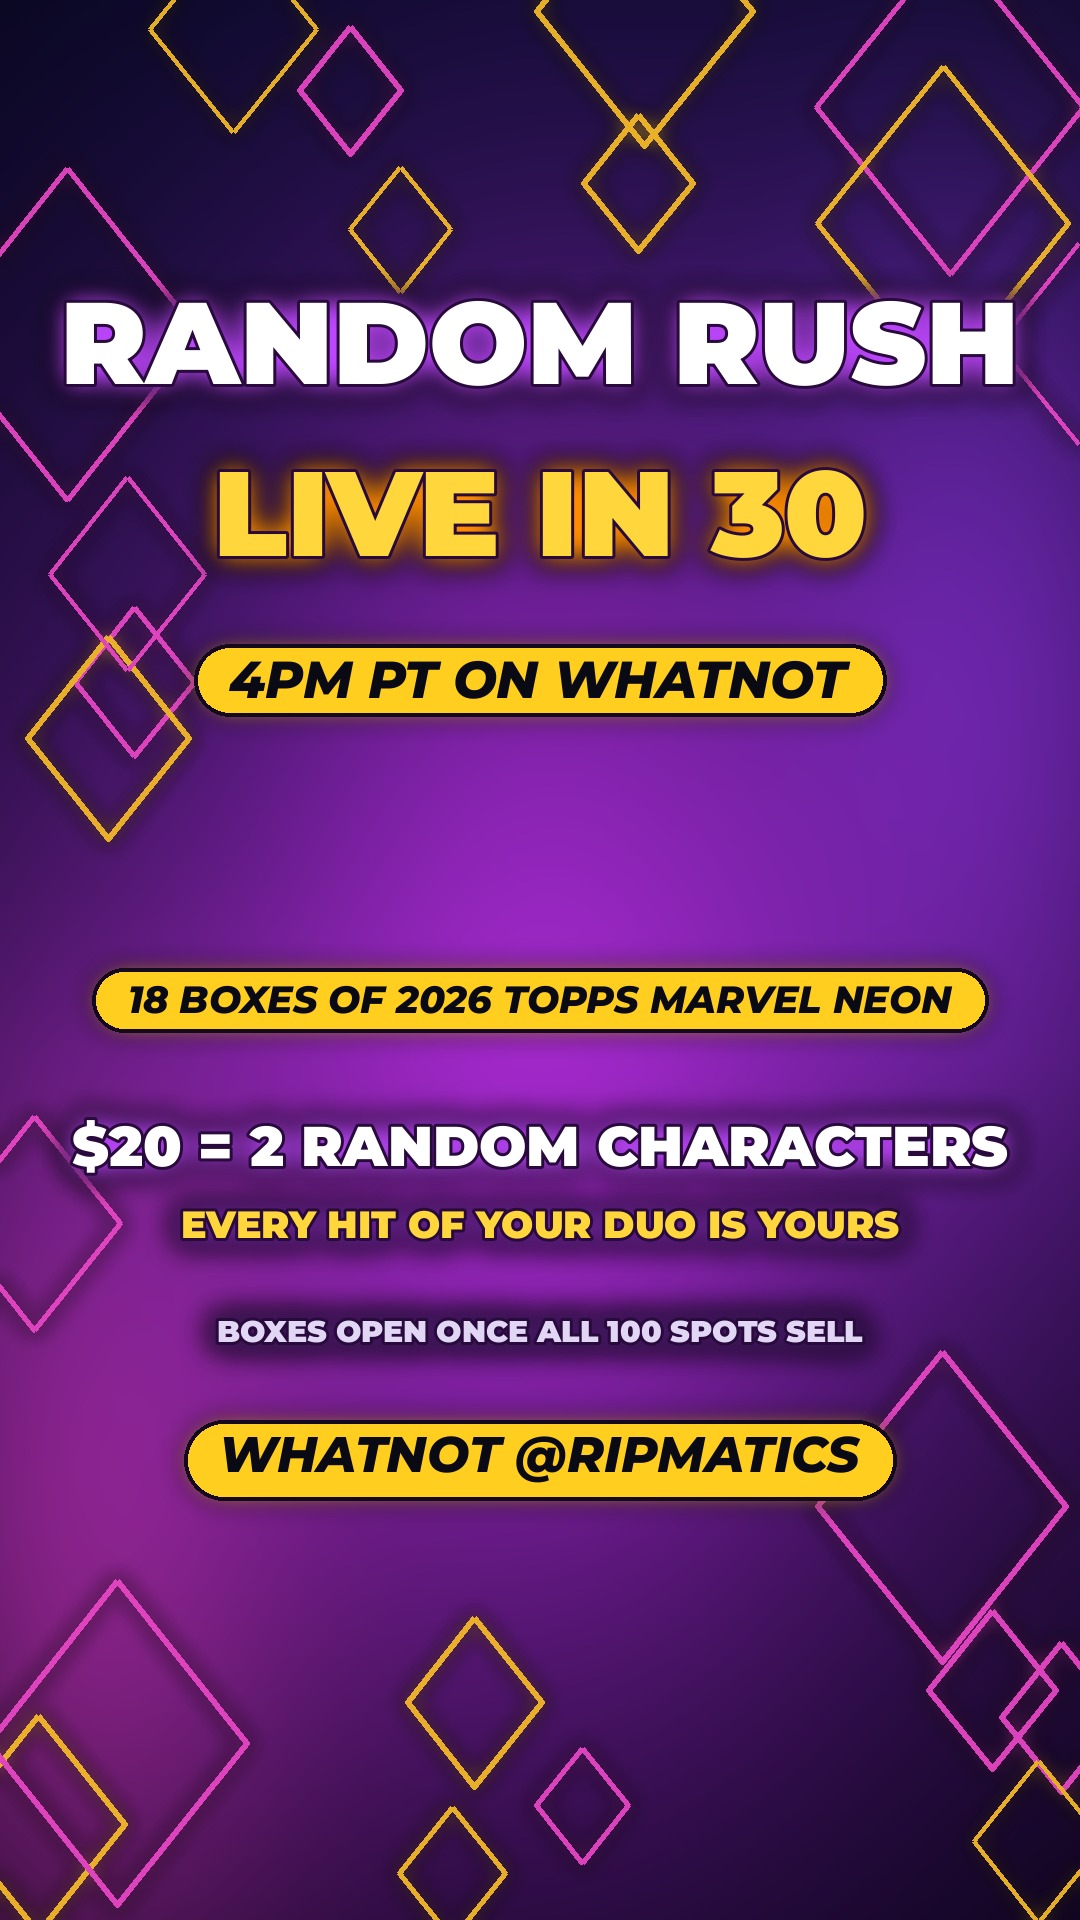 RANDOM RUSH
LIVE IN 30
4PM PT ON WHATNOT
18 BOXES OF 2026 TOPPS MARVEL NEON
$20 = 2 RANDOM CHARACTERS
EVERY HIT OF YOUR DUO IS YOURS
BOXES OPEN ONCE ALL 100 SPOTS SELL
WHATNOT @RIPMATICS